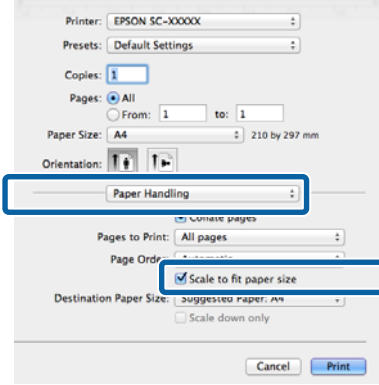 Printer: EPSON SC-XXXXX
Presets: Default Settings
Copies: 1
Pages: All
From: 1 to: 1
Paper Size: A4 210 by 297 mm
Orientation:
Paper Handling
Collate pages
Pages to Print: All pages
Page Order: Automatic
Scale to fit paper size
Destination Paper Size: Suggested Paper: A4
Scale down only
Cancel Print